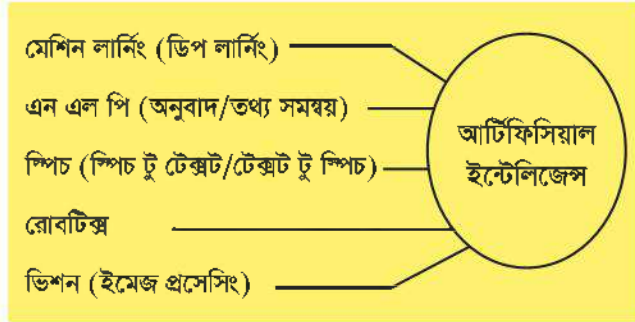 মেশিন লার্নিং (ডিপ লার্নিং)
এন এল পি (অনুবাদ/তথ্য সমন্বয়)
স্পিচ (স্পিচ টু টেক্সট/টেক্সট টু স্পিচ)
রোবটিক্স
ভিশন (ইমেজ প্রসেসিং)
আর্টিফিসিয়াল
ইন্টেলিজেন্স